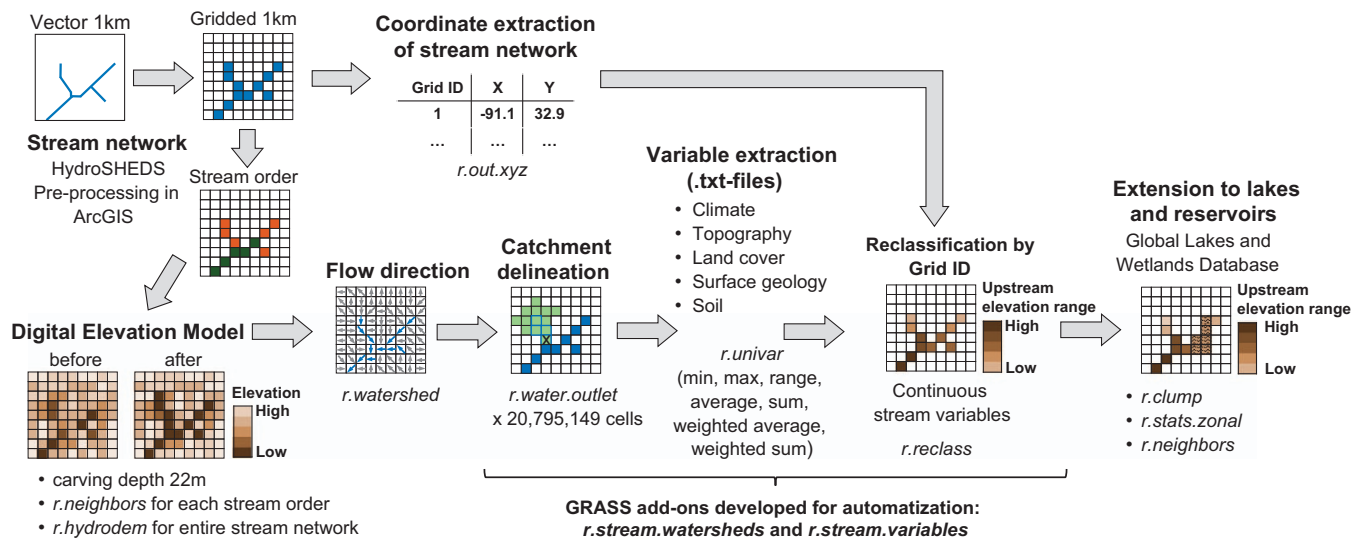 Vector 1km
Gridded 1km
Stream network
HydroSHEDS
Pre-processing in
ArcGIS
Stream order
Coordinate extraction
of stream network
Grid ID X Y
1 -91.1 32.9
... ... ...
r.out.xyz
Digital Elevation Model
before after
Elevation
High
Low
• carving depth 22m
• r.neighbors for each stream order
• r.hydrodem for entire stream network
Flow direction
r.watershed
Catchment
delineation
X
r.water.outlet
x 20,795,149 cells
Variable extraction
(.txt-files)
• Climate
• Topography
• Land cover
• Surface geology
• Soil
r.univar
(min, max, range,
average, sum,
weighted average,
weighted sum)
Reclassification by
Grid ID
Upstream
elevation range
High
Low
Continuous
stream variables
r.reclass
Extension to lakes
and reservoirs
Global Lakes and
Wetlands Database
Upstream
elevation range
High
Low
• r.clump
• r.stats.zonal
• r.neighbors
GRASS add-ons developed for automatization:
r.stream.watersheds and r.stream.variables